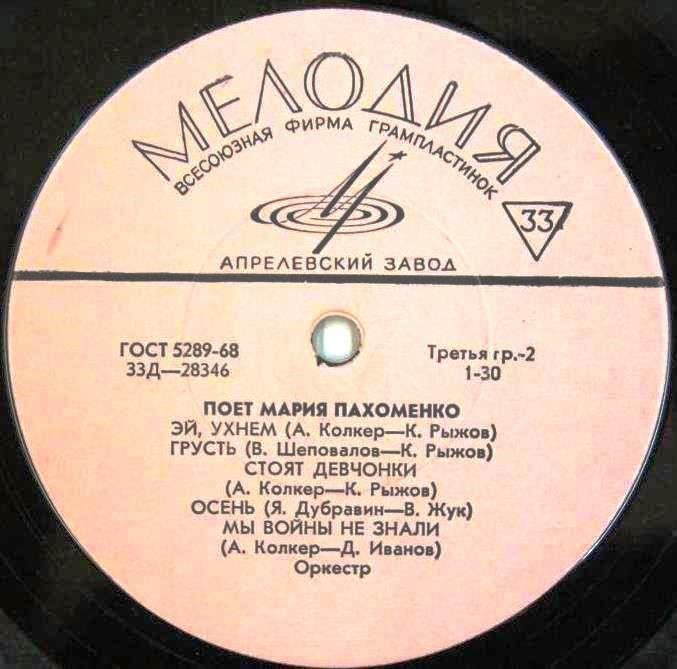 МЕЛОДИЯ
ВСЕСОЮЗНАЯ ФИРМА ГРАМПЛАСТИНОК
33
АПРЕЛЕВСКИЙ ЗАВОД
ГОСТ 5289-68
33Д—28346
Третья гр.-2
1-30
ПОЕТ МАРИЯ ПАХОМЕНКО
ЭЙ, УХНЕМ (А. Колкер—К. Рыжов)
ГРУСТЬ (В. Шеповалов—К. Рыжов)
СТОЯТ ДЕВЧОНКИ
(А. Колкер—К. Рыжов)
ОСЕНЬ (Я. Дубравин—В. Жук)
МЫ ВОЙНЫ НЕ ЗНАЛИ
(А. Колкер—Д. Иванов)
Оркестр